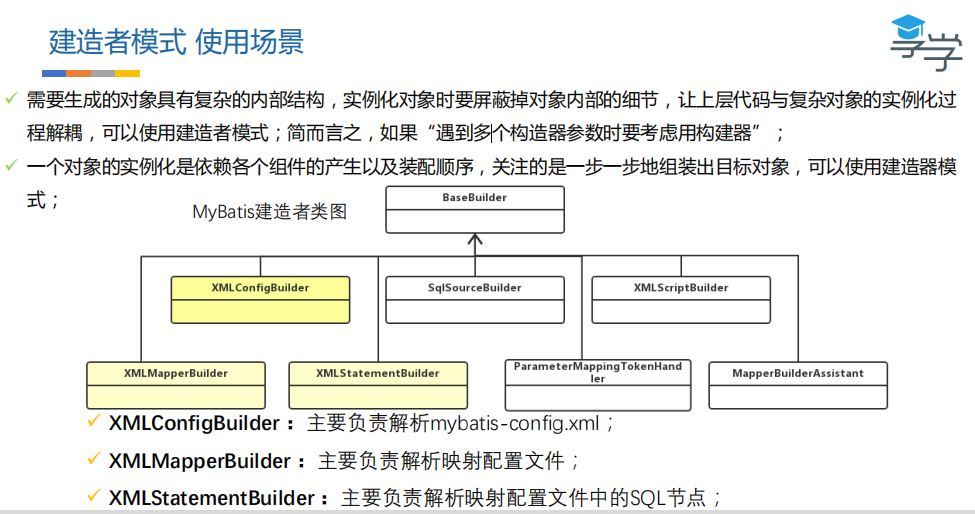 建造者模式 使用场景
学学
需要生成的对象具有复杂的内部结构，实例化对象时要屏蔽掉对象内部的细节，让上层代码与复杂对象的实例化过
程解耦，可以使用建造者模式；简而言之，如果“遇到多个构造器参数时要考虑用构建器”；
一个对象的实例化是依赖各个组件的产生以及装配顺序，关注的是一步一步地组装出目标对象，可以使用建造器模
式；
MyBatis建造者类图
BaseBuilder
XMLConfigBuilder
SqlSourceBuilder
XMLScriptBuilder
XMLMapperBuilder
XMLStatementBuilder
ParameterMappingTokenHand
ler
MapperBuilderAssistant
XMLConfigBuilder： 主要负责解析mybatis-config.xml；
XMLMapperBuilder ：主要负责解析映射配置文件；
XMLStatementBuilder ：主要负责解析映射配置文件中的SQL节点；